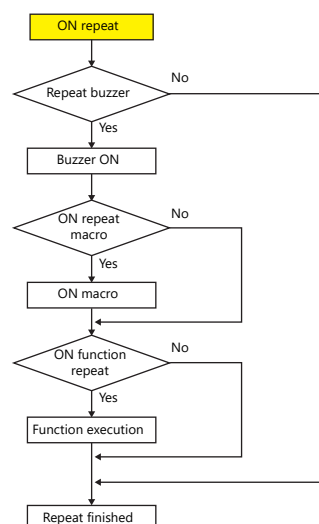 ON repeat
Repeat buzzer
No
Yes
Buzzer ON
ON repeat
macro
No
Yes
ON macro
ON function
repeat
No
Yes
Function execution
Repeat finished